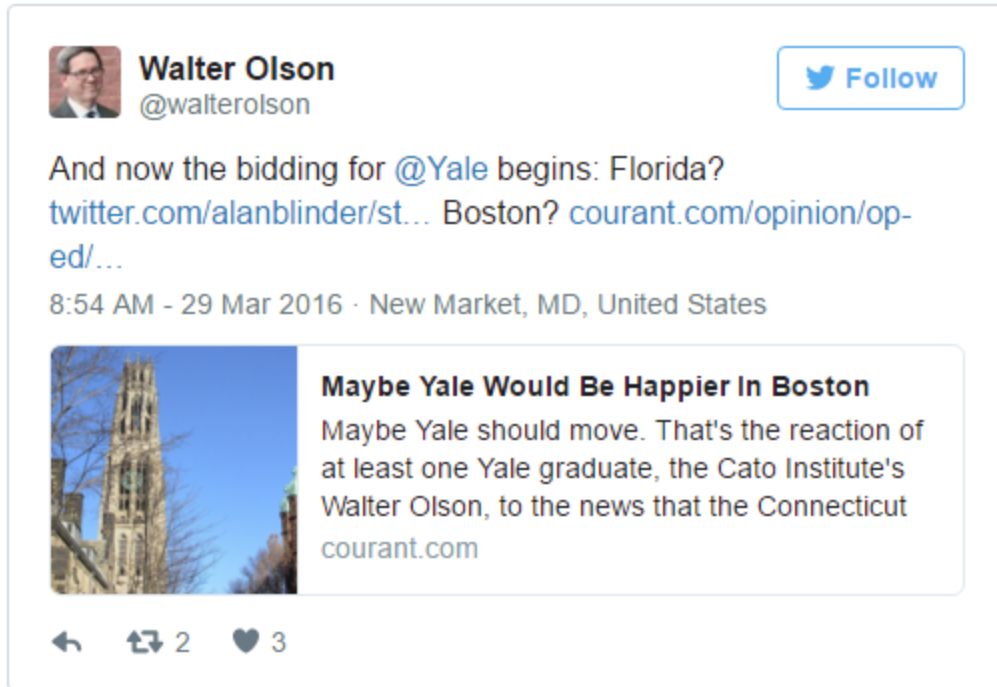 Walter Olson
@walterolson
Follow
And now the bidding for @Yale begins: Florida?
twitter.com/alanblinder/st... Boston? courant.com/opinion/op-
ed/...
8:54 AM - 29 Mar 2016 · New Market, MD, United States
Maybe Yale Would Be Happier In Boston
Maybe Yale should move. That's the reaction of
at least one Yale graduate, the Cato Institute's
Walter Olson, to the news that the Connecticut
courant.com
2 3